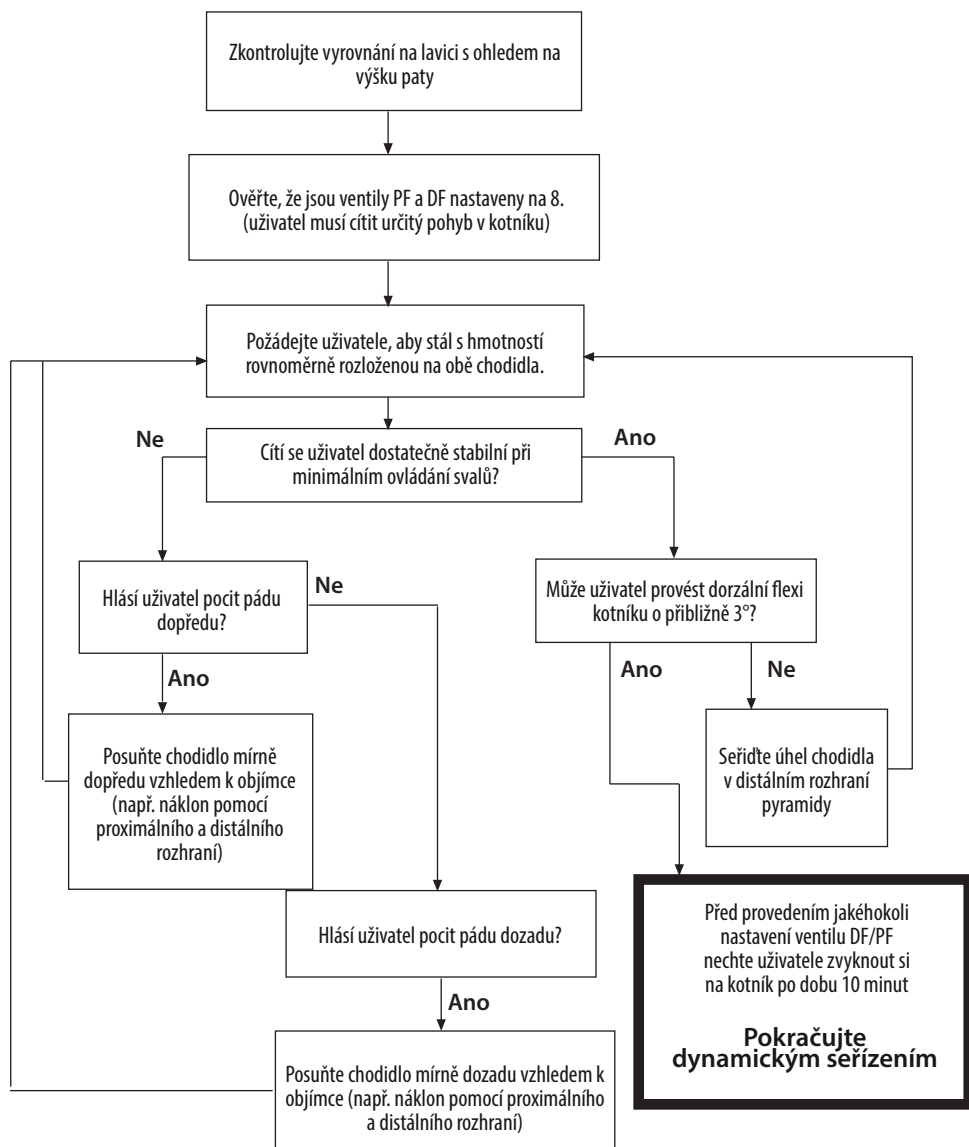 Zkontrolujte vyrovnání na lavici s ohledem na
výšku paty
Ověřte, že jsou ventily PF a DF nastaveny na 8.
(uživatel musí cítit určitý pohyb v kotníku)
Požádejte uživatele, aby stál s hmotností
rovnoměrně rozloženou na obě chodidla.
Ne
Cítí se uživatel dostatečně stabilní při
minimálním ovládání svalů?
Ano
Hlásí uživatel pocit pádu
dopředu?
Ne
Může uživatel provést dorzální flexi
kotníku o přibližně 3°?
Ano
Ano
Ne
Posuňte chodidlo mírně
dopředu vzhledem k objímce
(např. náklon pomocí
proximálního a distálního
rozhraní)
Seřiďte úhel chodidla
v distálním rozhraní
pyramidy
Hlásí uživatel pocit pádu dozadu?
Ano
Posuňte chodidlo mírně dozadu vzhledem k
objímce (např. náklon pomocí proximálního
a distálního rozhraní)
Před provedením jakéhokoli
nastavení ventilu DF/PF
nechte uživatele zvyknout si
na kotník po dobu 10 minut
Pokračujte
dynamickým seřízením